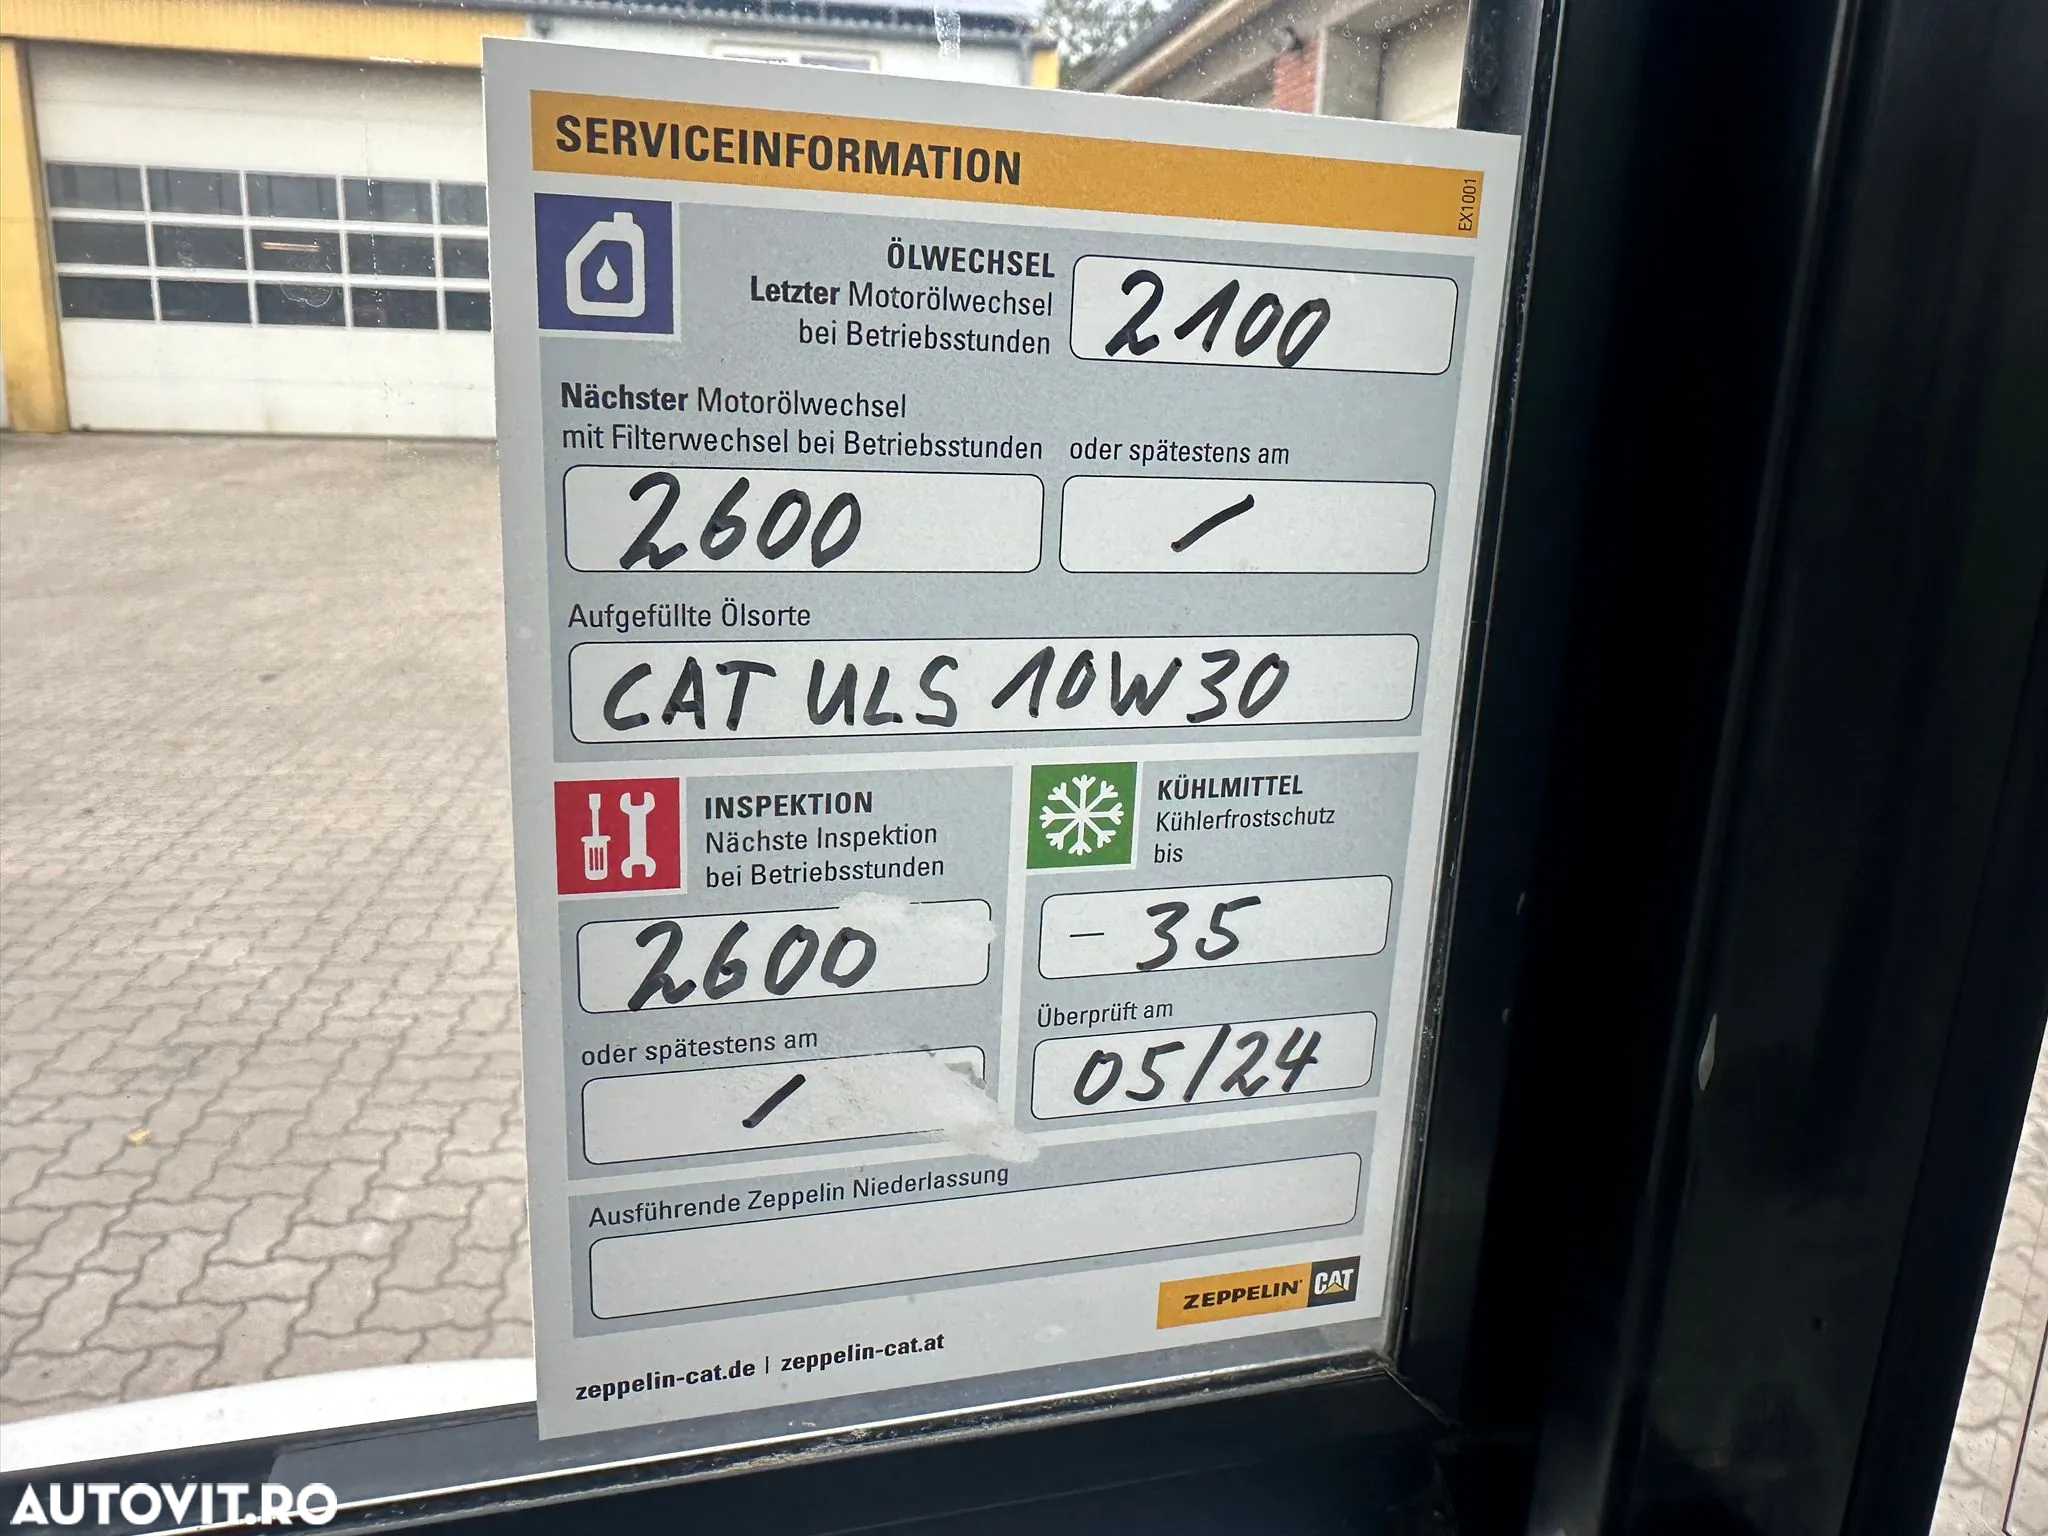 SERVICEINFORMATION
EX1001
ÖLWECHSEL
Letzter Motorölwechsel
bei Betriebsstunden
2100
Nächster Motorölwechsel
mit Filterwechsel bei Betriebsstunden
oder spätestens am
2600
/
Aufgefüllte Ölsorte
CAT ULS 10W30
INSPEKTION
Nächste Inspektion
bei Betriebsstunden
2600
oder spätestens am
/
KÜHLMITTEL
Kühlerfrostschutz
bis
- 35
Überprüft am
05/24
Ausführende Zeppelin Niederlassung
ZEPPELIN CAT
zeppelin-cat.de | zeppelin-cat.at
AUTOVIT.RO